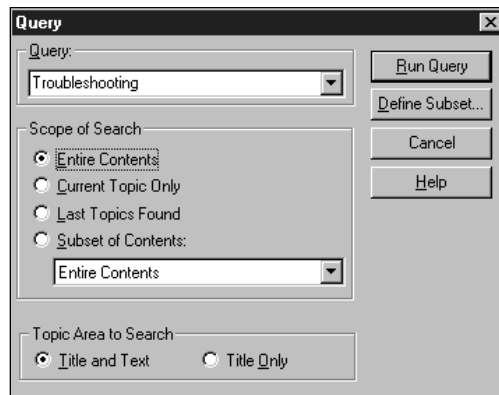 Query
Query:
Troubleshooting
Run Query
Define Subset...
Cancel
Help
Scope of Search
Entire Contents
Current Topic Only
Last Topics Found
Subset of Contents:
Entire Contents
Topic Area to Search
Title and Text
Title Only